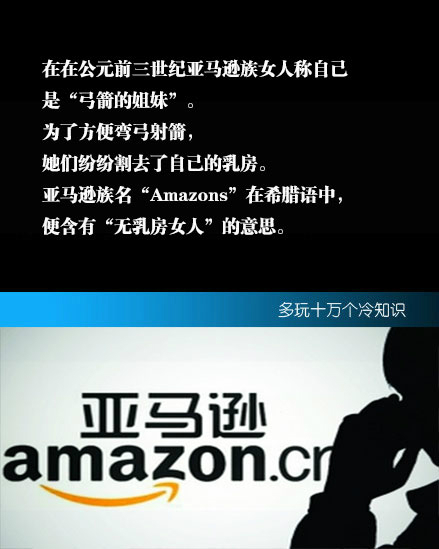 在在公元前三世纪亚马逊族女人称自己
是“弓箭的姐妹”。
为了方便弯弓射箭，
她们纷纷割去了自己的乳房。
亚马逊族名“Amazons”在希腊语中，
便含有“无乳房女人”的意思。
多玩十万个冷知识
亚马逊
amazon.cn